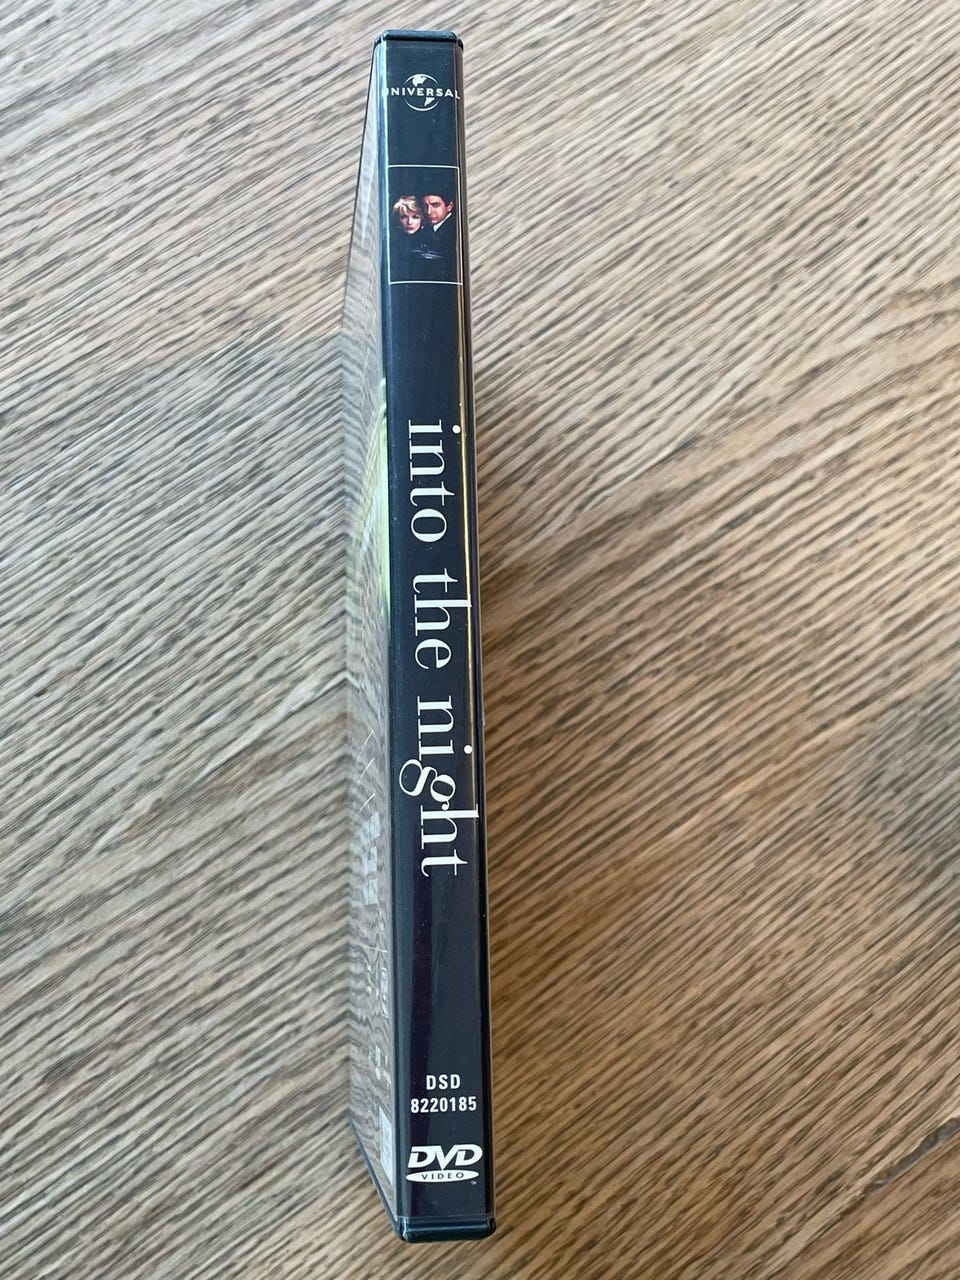 UNIVERSAL
into the night
DSD
8220185
DVD
VIDEO